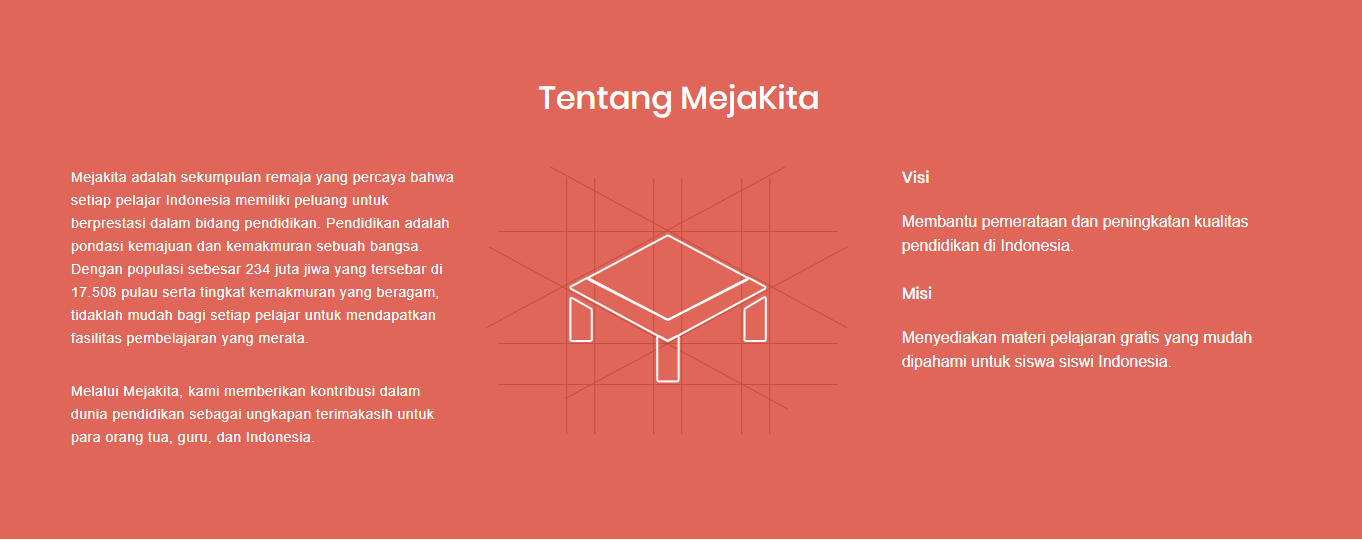 Tentang MejaKita
Mejakita adalah sekumpulan remaja yang percaya bahwa
setiap pelajar Indonesia memiliki peluang untuk
berprestasi dalam bidang pendidikan. Pendidikan adalah
pondasi kemajuan dan kemakmuran sebuah bangsa.
Dengan populasi sebesar 234 juta jiwa yang tersebar di
17.508 pulau serta tingkat kemakmuran yang beragam,
tidaklah mudah bagi setiap pelajar untuk mendapatkan
fasilitas pembelajaran yang merata.
Melalui Mejakita, kami memberikan kontribusi dalam
dunia pendidikan sebagai ungkapan terimakasih untuk
para orang tua, guru, dan Indonesia.
Visi
Membantu pemerataan dan peningkatan kualitas
pendidikan di Indonesia.
Misi
Menyediakan materi pelajaran gratis yang mudah
dipahami untuk siswa siswi Indonesia.